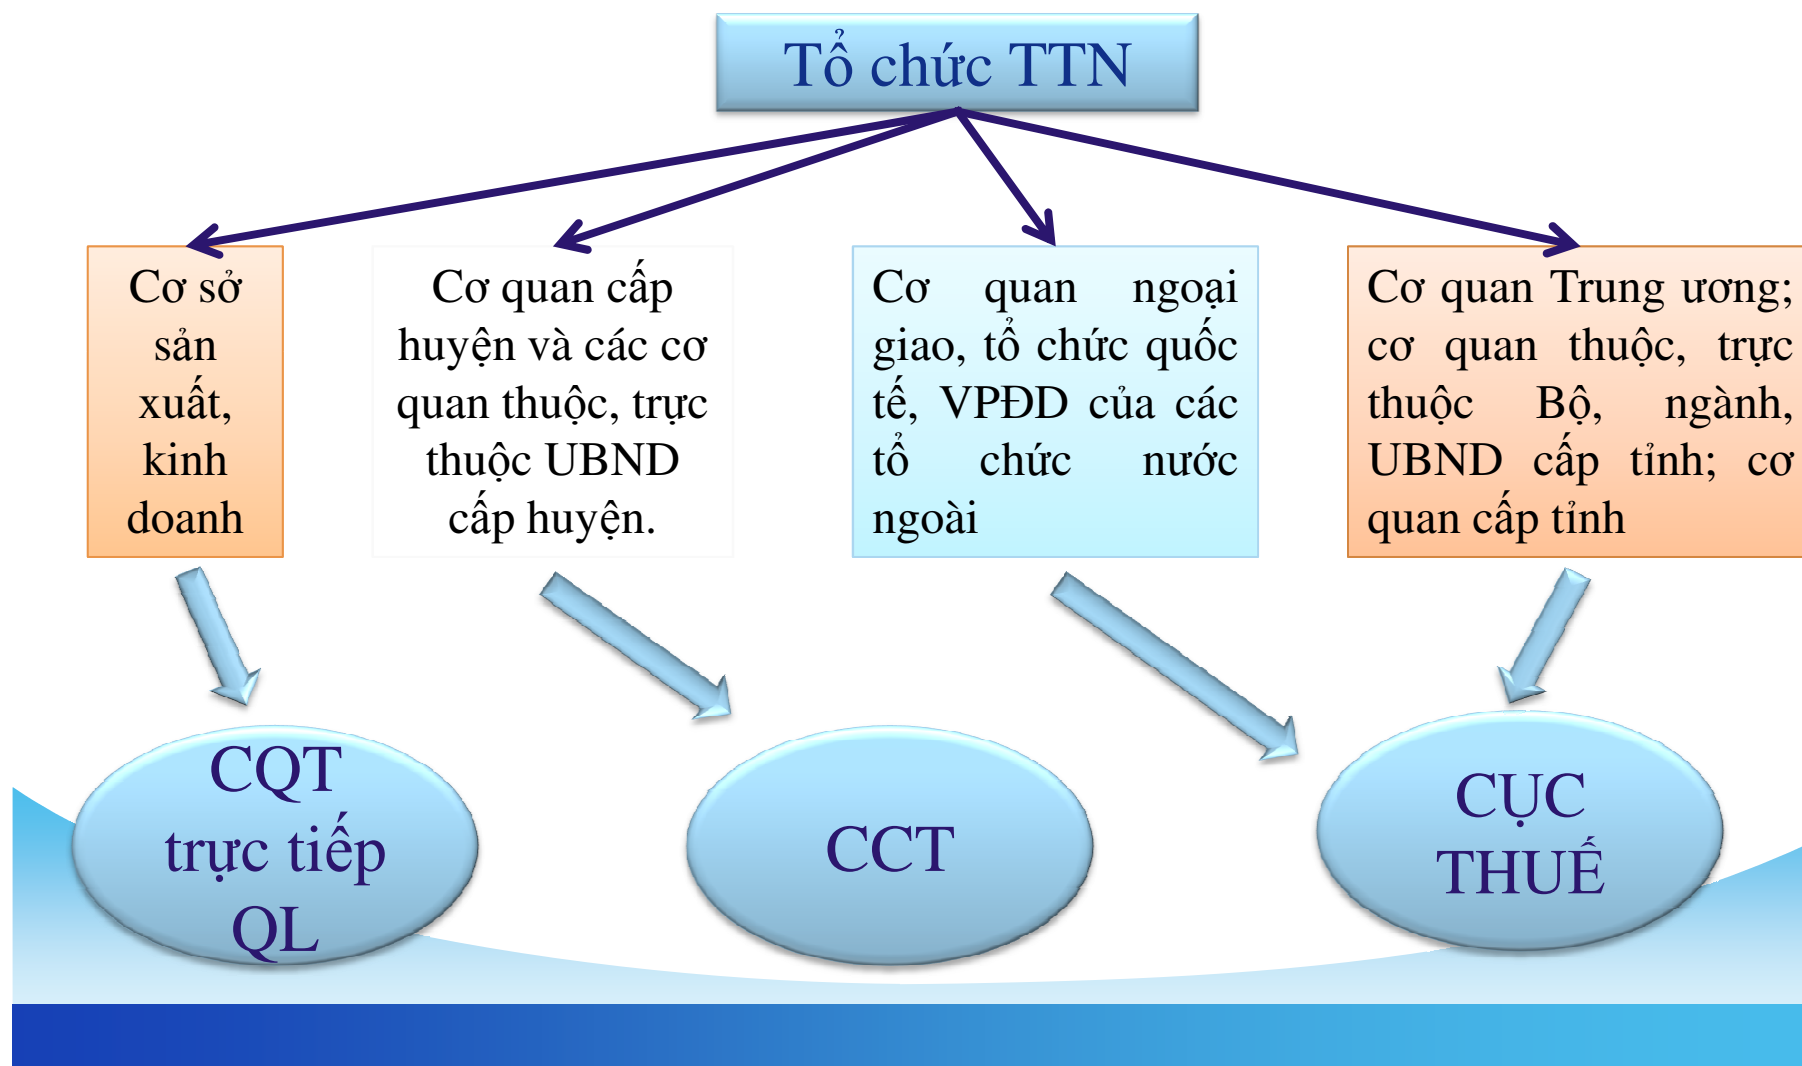 Tổ chức TTN
Cơ sở
sản
xuất,
kinh
doanh
Cơ quan cấp
huyện và các cơ
quan thuộc, trực
thuộc UBND
cấp huyện.
Cơ quan ngoại
giao, tổ chức quốc
tế, VPĐD của các
tổ chức nước
ngoài
Cơ quan Trung ương;
cơ quan thuộc, trực
thuộc Bộ, ngành,
UBND cấp tỉnh; cơ
quan cấp tỉnh
CQT
trực tiếp
QL
CCT
CỤC
THUẾ